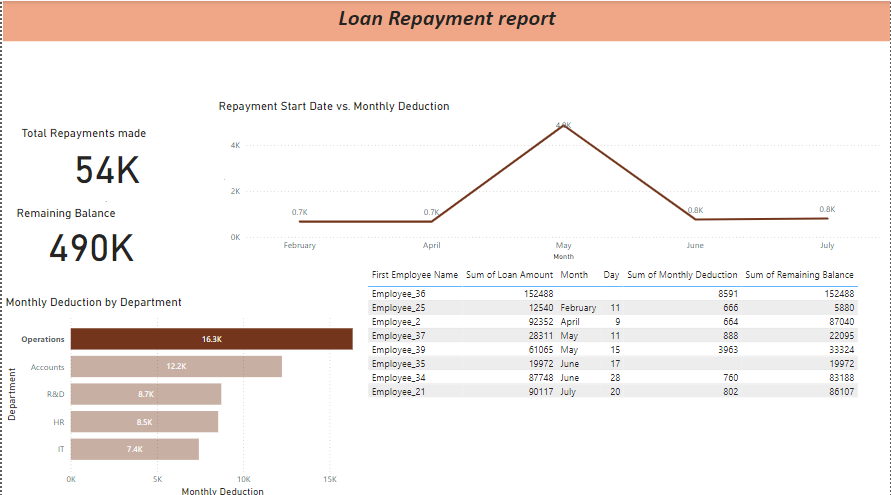 Loan Repayment report
Total Repayments made
54K
Remaining Balance
490K
Repayment Start Date vs. Monthly Deduction
4K
2K
0K
0.7K
0.7K
0.8K
0.8K
February
April
May
June
July
Month
First Employee Name Sum of Loan Amount Month Day Sum of Monthly Deduction Sum of Remaining Balance
Employee_36 152488 8591 152488
Employee_25 12540 February 11 666 5880
Employee_2 92352 April 9 664 87040
Employee_37 28311 May 11 888 22095
Employee_39 61065 May 15 3963 33324
Employee_35 19972 June 17 19972
Employee_34 87748 June 28 760 83188
Employee_21 90117 July 20 802 86107
Monthly Deduction by Department
Department
Operations 16.3K
Accounts 12.2K
R&D 8.7K
HR 8.5K
IT 7.4K
0K 5K 10K 15K
Monthly Deduction